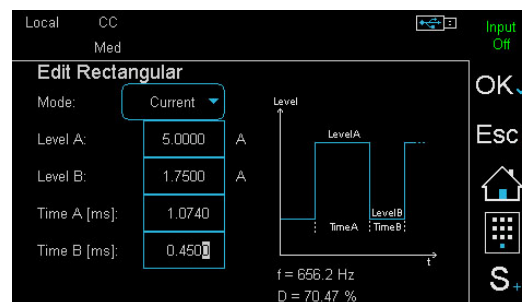 Local CC
Input
Off
Med
Edit Rectangular
OK
Mode: Current
Level
Level A: 5.0000 A
LevelA
Esc
Level B: 1.7500 A
Time A [ms]: 1.0740
LevelB
TimeA TimeB
Time B [ms]: 0.4500
t
f = 656.2 Hz
D = 70.47 %
S+